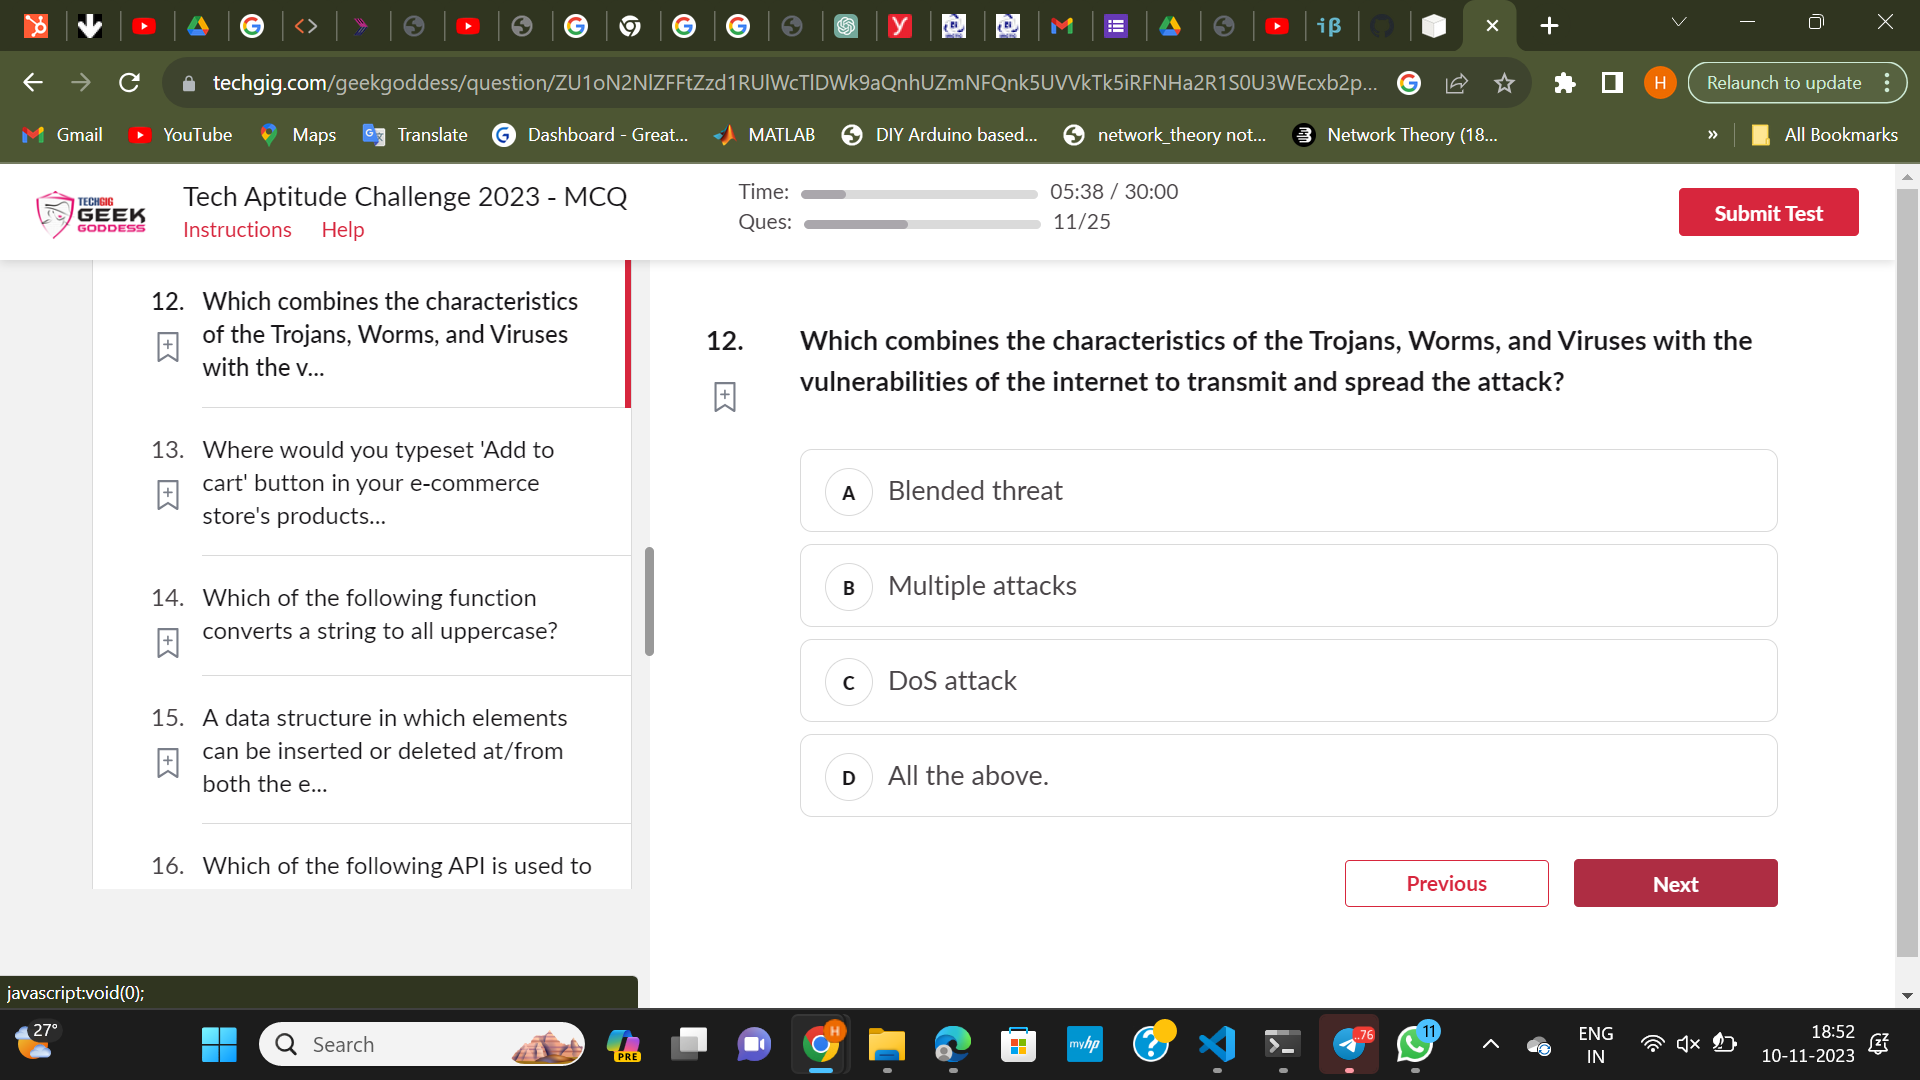 techgig.com/geekgoddess/question/ZU1oN2NlZFFtZzd1RUlWcTlDWk9aQnhUZmNFQnk5UVVkTk5iRFNHa2R1S0U3WEcxb2p...
H
Relaunch to update
Gmail
YouTube
Maps
Translate
Dashboard - Great...
MATLAB
DIY Arduino based...
network_theory not...
Network Theory (18...
»
All Bookmarks
TECHGIG
GEEK
GODDESS
Tech Aptitude Challenge 2023 - MCQ
Instructions
Help
Time:
05:38 / 30:00
Ques:
11/25
Submit Test
12. Which combines the characteristics
of the Trojans, Worms, and Viruses
with the v...
13. Where would you typeset 'Add to
cart' button in your e-commerce
store's products...
14. Which of the following function
converts a string to all uppercase?
15. A data structure in which elements
can be inserted or deleted at/from
both the e...
16. Which of the following API is used to
12. Which combines the characteristics of the Trojans, Worms, and Viruses with the
vulnerabilities of the internet to transmit and spread the attack?
A Blended threat
B Multiple attacks
C DoS attack
D All the above.
Previous
Next
javascript:void(0);
27°
Search
PRE
H
myhp
.76
11
ENG
IN
18:52
10-11-2023